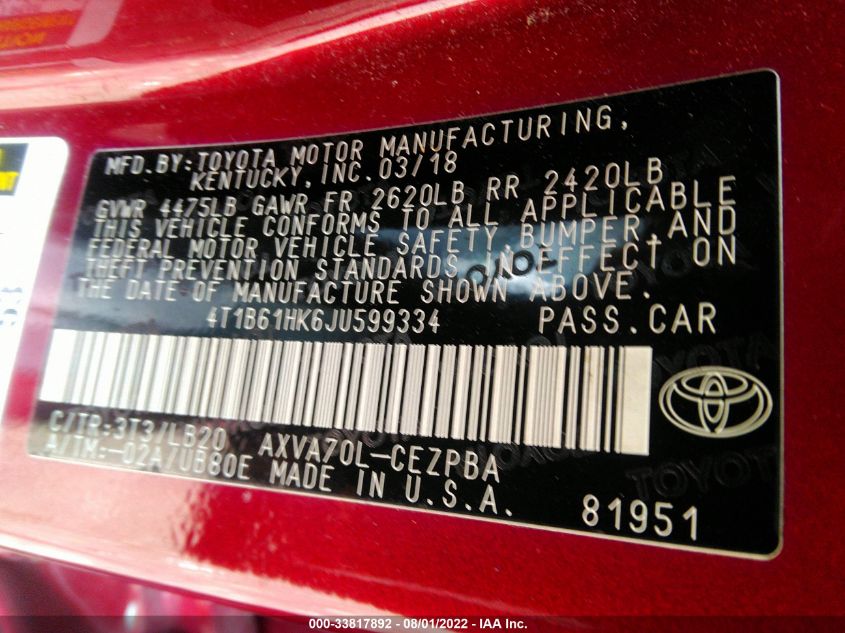 MFD.BY:TOYOTA MOTOR MANUFACTURING,
KENTUCKY, INC.03/18
GVWR 4475LB GAWR FR 2620LB RR 2420LB
THIS VEHICLE CONFORMS TO ALL APPLICABLE
FEDERAL MOTOR VEHICLE SAFETY, BUMPER,AND
THEFT PREVENTION STANDARDS IN EFFECT ON
THE DATE OF MANUFACTURE SHOWN ABOVE.
4T1B61HK6JU599334 PASS.CAR
C/TR:3T3/LB20 AXVA70L-CEZPBA
A/TM:-02A/UB80E MADE IN U.S.A.
81951
000-33817892 - 08/01/2022 - IAA Inc.